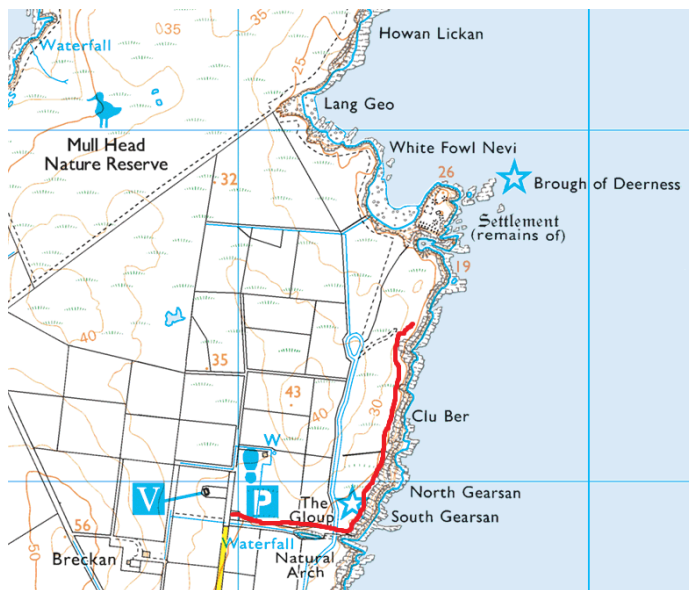 Howan Lickan
035
Waterfall
25
Lang Geo
Mull Head
Nature Reserve
White Fowl Nevi
26
Brough of Deerness
.32
Settlement
(remains of)
19
40
.35
43
40
30
Clu Ber
W
V
P
The
Gloup
North Gearsan
South Gearsan
.56
50
Breckan
Waterfall
Natural
Arch